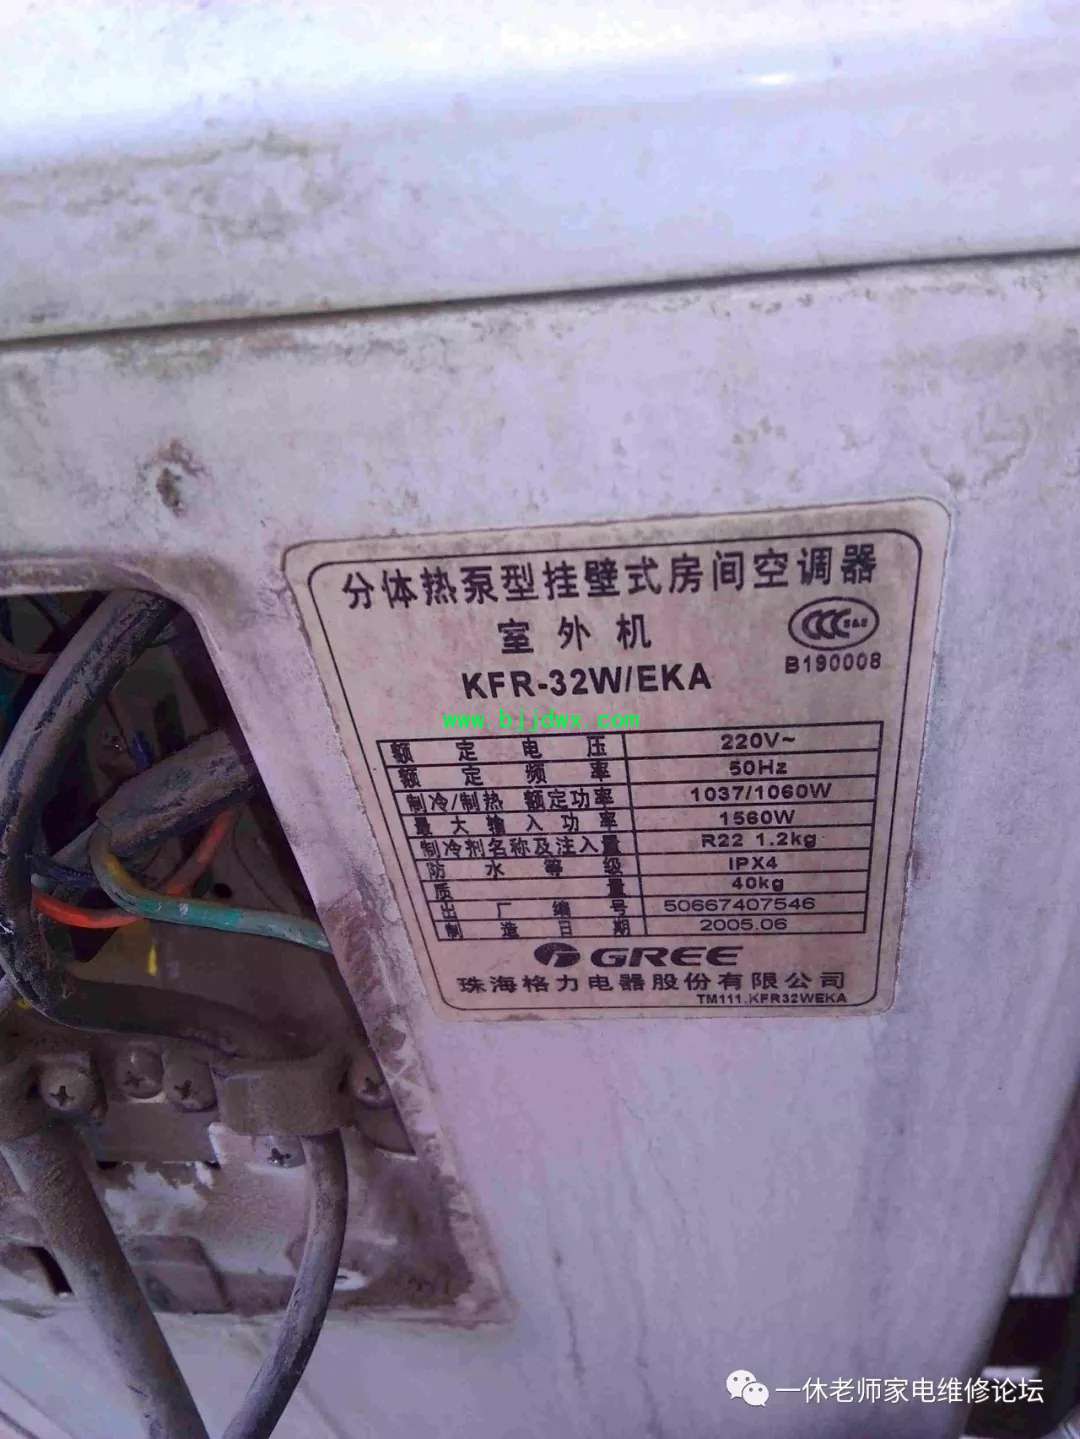 分体热泵型挂壁式房间空调器
室外机
KFR-32W/EKA
B190008
www.bjjdwx.com
额定电压 220V~
额定频率 50Hz
制冷/制热 额定功率 1037/1060W
最大输入功率 1560W
制冷剂名称及注入量 R22 1.2kg
防水等级 IPX4
质量 40kg
出厂编号 50667407546
制造日期 2005.06
GREE
珠海格力电器股份有限公司
TM111.KFR32WEKA
一休老师家电维修论坛